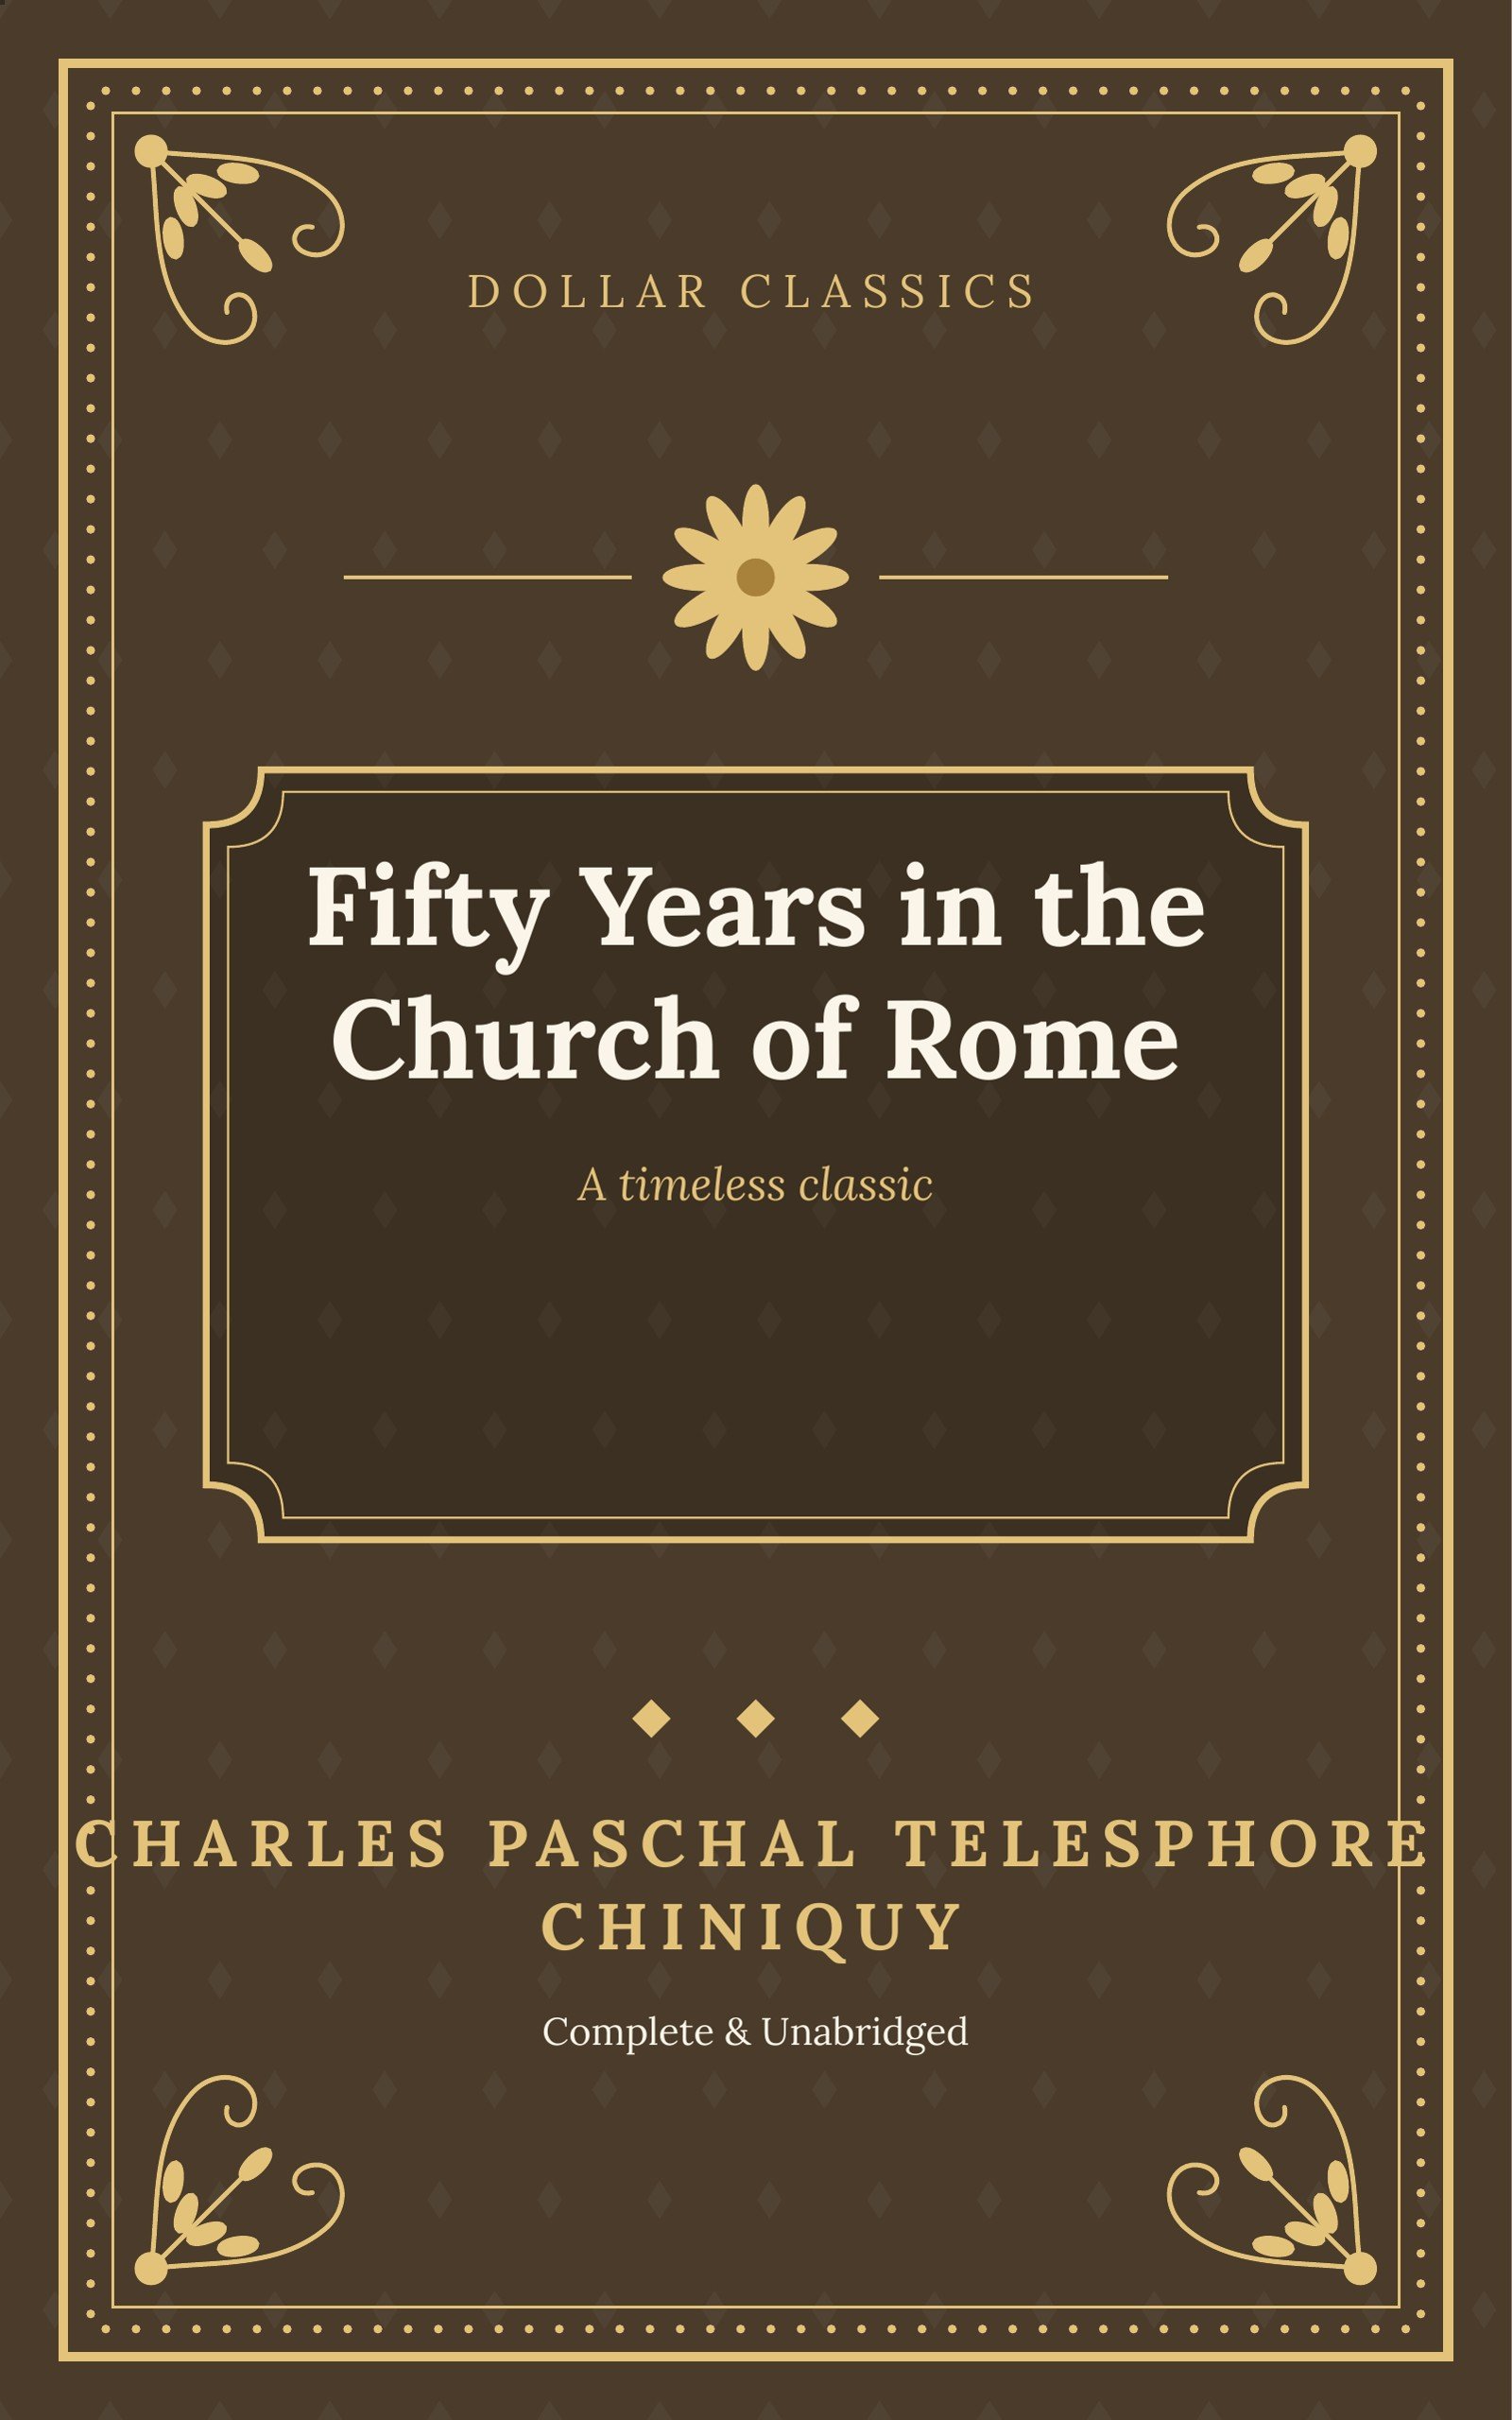 DOLLAR CLASSICS
Fifty Years in the
Church of Rome
A timeless classic
CHARLES PASCHAL TELESPHORE
CHINIQUY
Complete & Unabridged